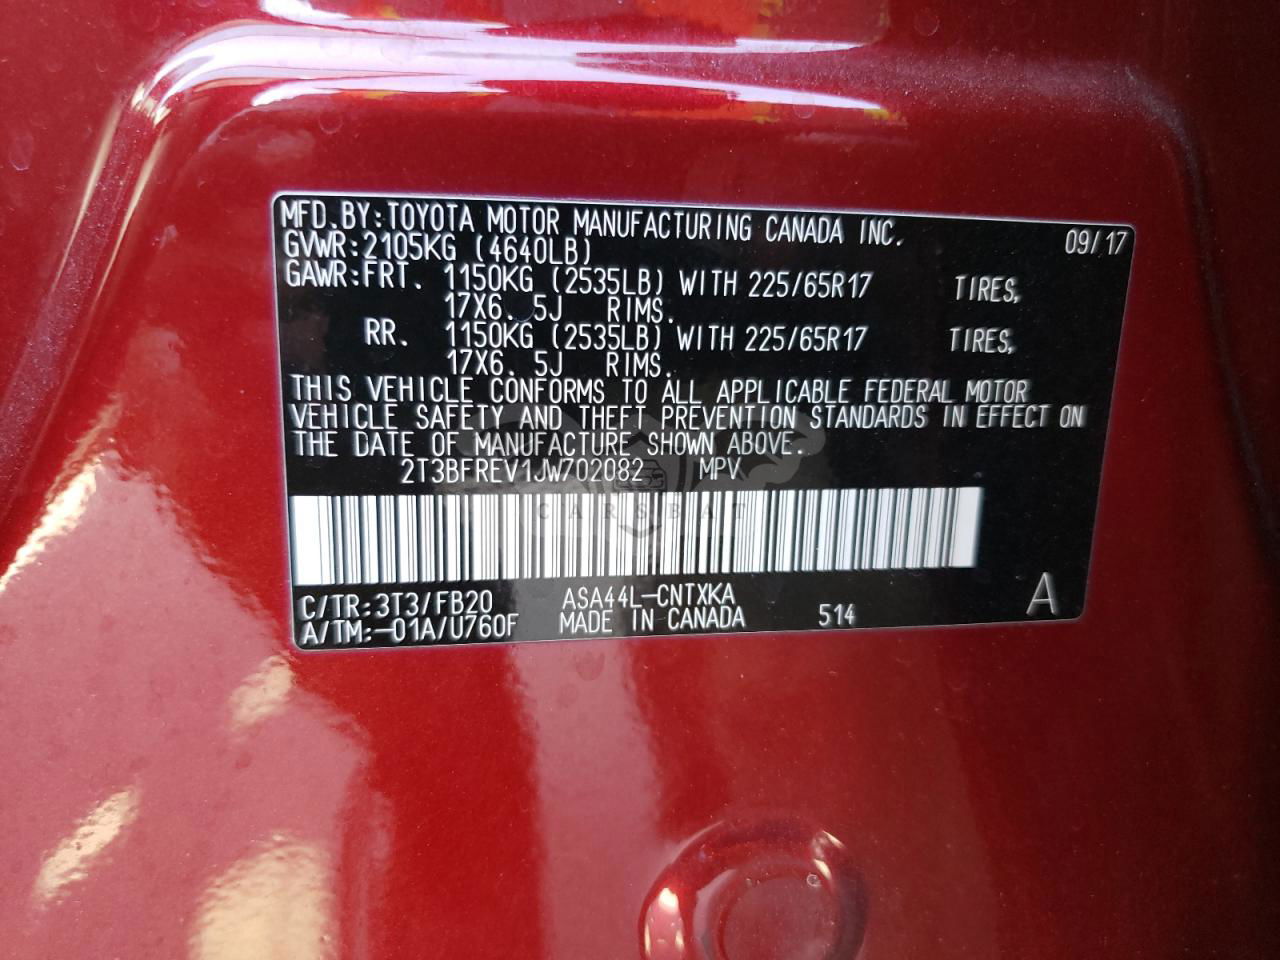 MFD.BY:TOYOTA MOTOR MANUFACTURING CANADA INC.
GVWR:2105KG (4640LB) 09/17
GAWR:FRT. 1150KG (2535LB) WITH 225/65R17 TIRES,
17X6. 5J RIMS.
RR. 1150KG (2535LB) WITH 225/65R17 TIRES,
17X6. 5J RIMS.
THIS VEHICLE CONFORMS TO ALL APPLICABLE FEDERAL MOTOR
VEHICLE SAFETY AND THEFT PREVENTION STANDARDS IN EFFECT ON
THE DATE OF MANUFACTURE SHOWN ABOVE.
2T3BFREV1JW702082 MPV
CARSBAT
C/TR:3T3/FB20 ASA44L-CNTXKA
A/TM:-01A/U760F MADE IN CANADA 514 A